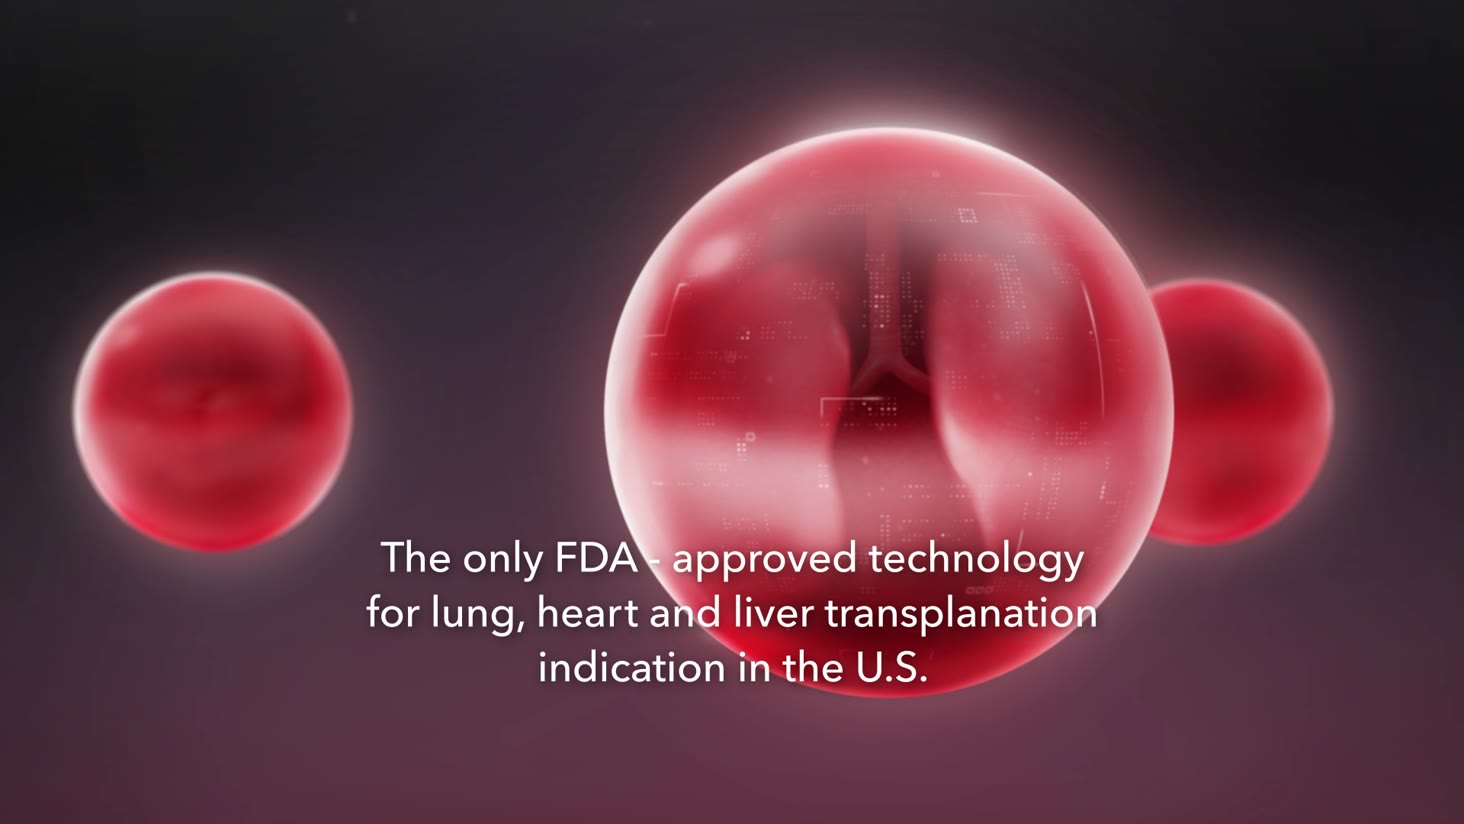 The only FDA - approved technology
for lung, heart and liver transplanation
indication in the U.S.